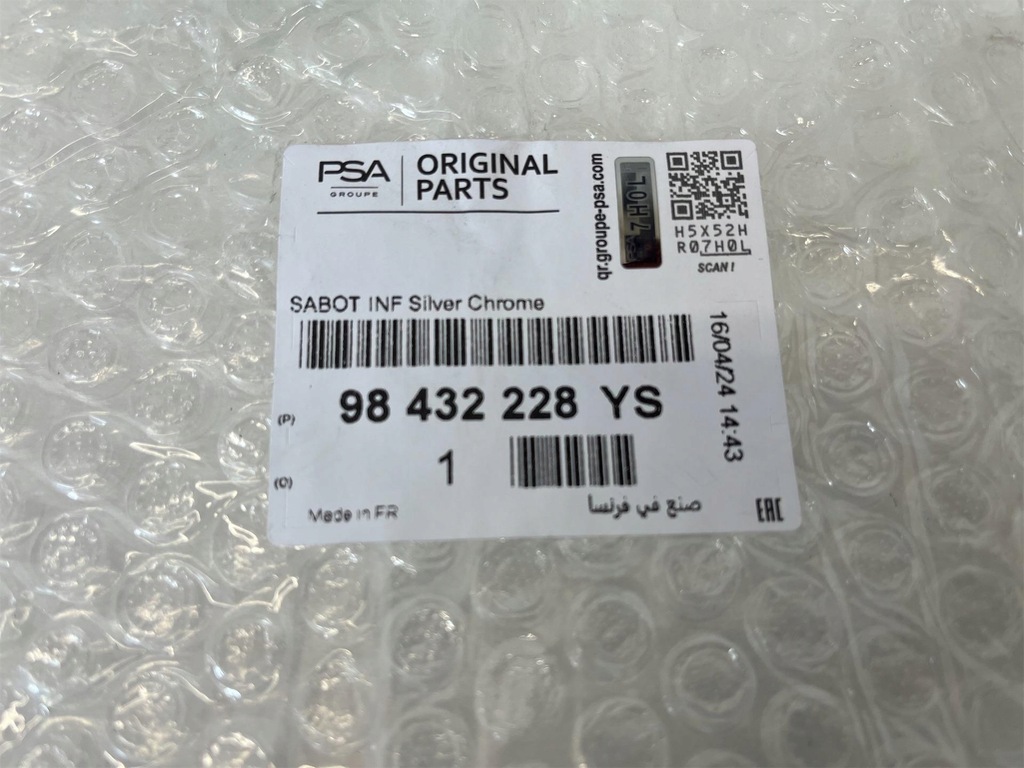 PSA
GROUPE
ORIGINAL
PARTS
qr.groupe-psa.com
7H0L
H5X52H
R07H0L
SCAN!
SABOT INF Silver Chrome
16/04/24 14:43
(P)
98 432 228 YS
(Q)
1
Made in FR
صنع في فرنسا
EAC